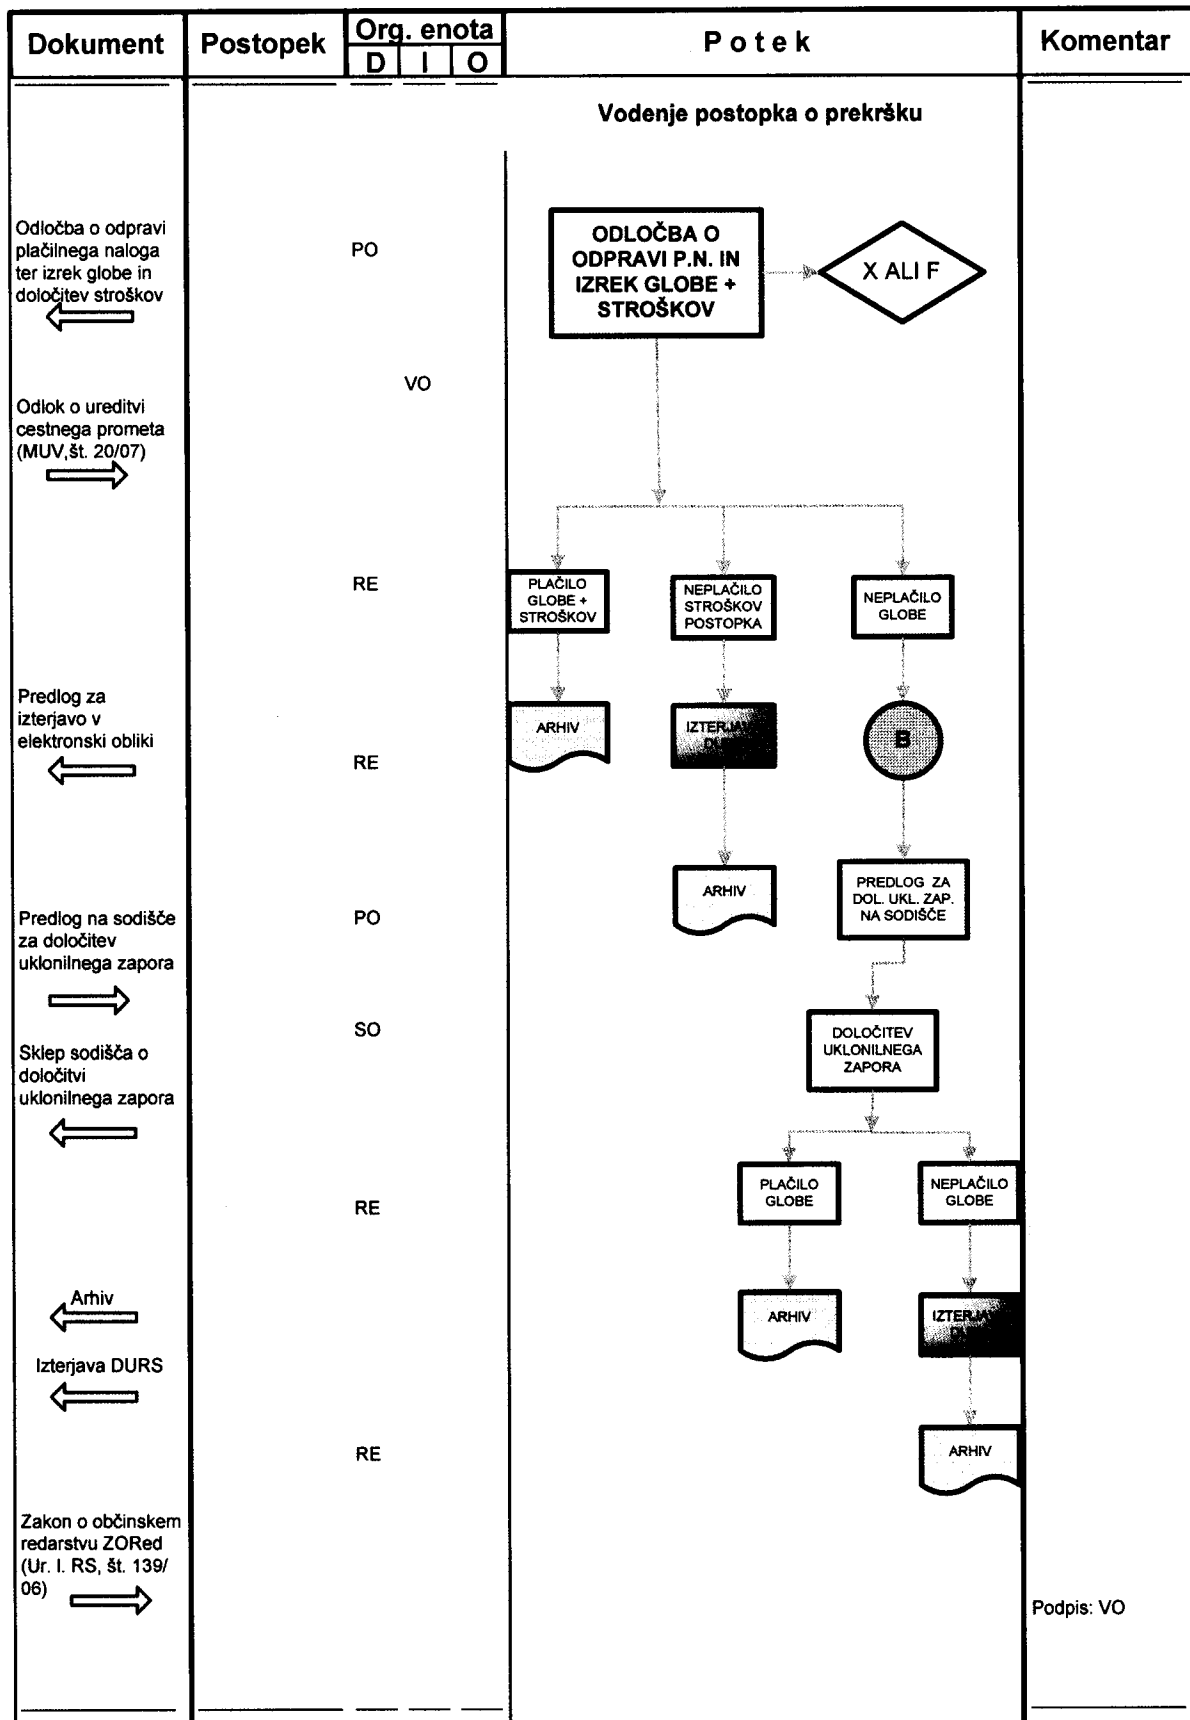 Dokument
Postopek
Org. enota
D I O
Potek
Komentar
Vodenje postopka o prekršku
Odločba o odpravi
plačilnega naloga
ter izrek globe in
določitev stroškov
PO
ODLOČBA O
ODPRAVI P.N. IN
IZREK GLOBE +
STROŠKOV
X ALI F
VO
Odlok o ureditvi
cestnega prometa
(MUV,št. 20/07)
RE
PLAČILO
GLOBE +
STROŠKOV
NEPLAČILO
STROŠKOV
POSTOPKA
NEPLAČILO
GLOBE
Predlog za
izterjavo v
elektronski obliki
RE
ARHIV
B
ARHIV
PREDLOG ZA
DOL. UKL. ZAP.
NA SODIŠČE
Predlog na sodišče
za določitev
uklonilnega zapora
PO
SO
DOLOČITEV
UKLONILNEGA
ZAPORA
Sklep sodišča o
določitvi
uklonilnega zapora
RE
PLAČILO
GLOBE
NEPLAČILO
GLOBE
Arhiv
ARHIV
Izterjava DURS
RE
ARHIV
Zakon o občinskem
redarstvu ZORed
(Ur. l. RS, št. 139/
06)
Podpis: VO